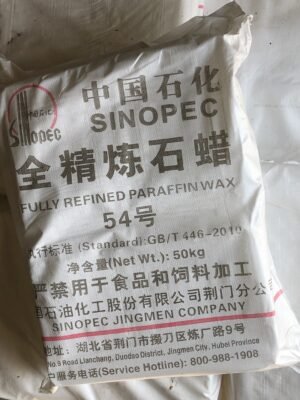 SINOPEC
中国石化
SINOPEC
全精炼石蜡
FULLY REFINED PARAFFIN WAX
54号
执行标准 (Standard): GB/T 446-2010
净含量(Net Wt.): 50kg
严禁用于食品和饲料加工
国石油化工股份有限公司荆门分公
SINOPEC JINGMEN COMPANY
地址: 湖北省荆门市掇刀区炼厂路9号
No.9 Road Lianchang, Duodao District, Jingmen City, Hubei Province
户服务电话(Service Hotline): 800-988-1908